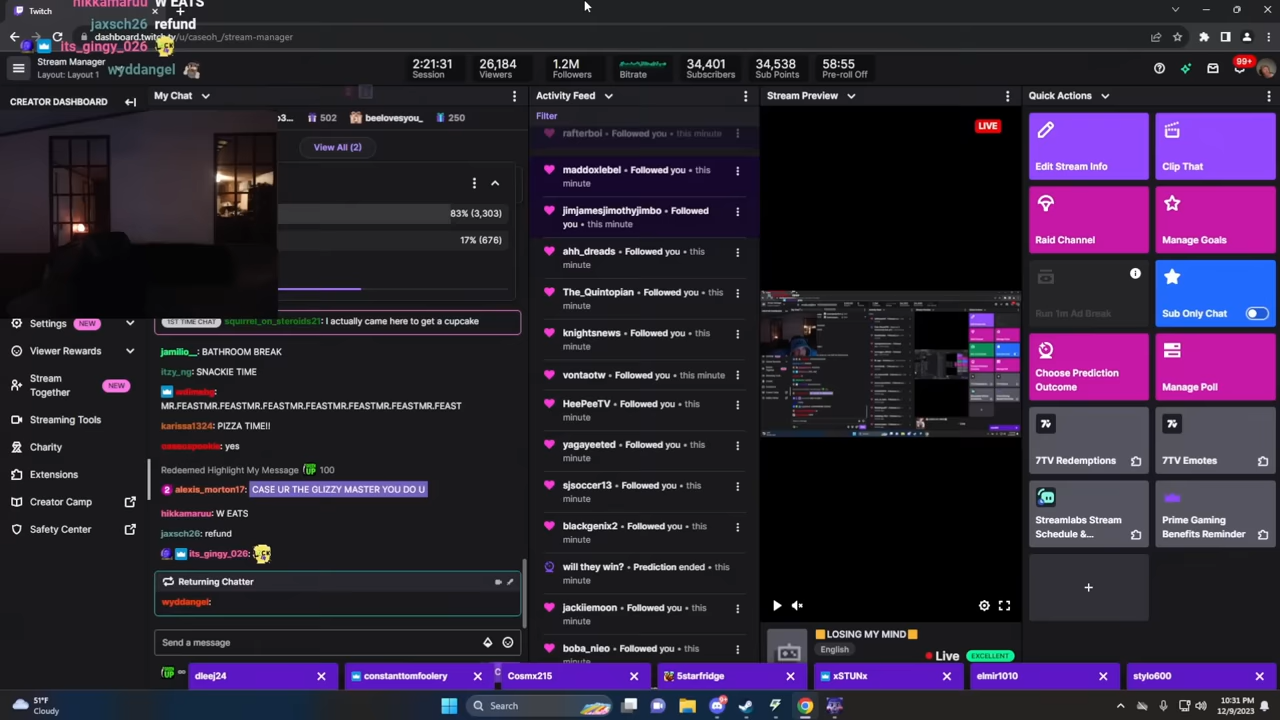 Twitch
hikkamaruu W EATS
jaxsch26 refund
dashboard.twitch.tv/u/caseoh_/stream-manager
its_gingy_026
wyddangel
Stream Manager
Layout: Layout 1
2:21:31
Session
26,184
Viewers
1.2M
Followers
Bitrate
34,401
Subscribers
34,538
Sub Points
58:55
Pre-roll Off
99+
CREATOR DASHBOARD
My Chat
Activity Feed
Stream Preview
Quick Actions
502
beelovesyou_
250
View All (2)
83% (3,303)
17% (676)
Settings
NEW
Viewer Rewards
Stream
Together
NEW
Streaming Tools
Charity
Extensions
Creator Camp
Safety Center
1ST TIME CHAT squirrel_on_steroids21: I actually came here to cry
jamilio__: BATHROOM BREAK
itzy_ng: SNACKIE TIME
MR.FEASTMR.FEASTMR.FEASTMR.FEASTMR.FEASTMR.FEASTMR
karissa1324: PIZZA TIME!!
yes
Redeemed Highlight My Message 100
2 alexis_morton17: CASE UR THE GLIZZY MASTER YOU DO U
hikkamaruu: W EATS
jaxsch26: refund
its_gingy_026:
Returning Chatter
wyddangel:
Send a message
Filter
rafterboi • Followed you • this minute
maddoxlebel • Followed you • this
minute
jimjamesjimothyjimbo • Followed
you • this minute
ahh_dreads • Followed you • this
minute
The_Quintopian • Followed you •
this minute
knightsnass • Followed you • this
minute
vontaotw • Followed you • this minute
HeePeeTV • Followed you • this
minute
yagayeeted • Followed you • this
minute
sjsoccer13 • Followed you • this
minute
blackgenix2 • Followed you • this
minute
will they win? • Prediction ended • this
minute
jackiiemoon • Followed you • this
minute
boba_nieo • Followed you • this
LIVE
LOSING MY MIND
English
Live
EXCELLENT
Edit Stream Info
Clip That
Raid Channel
Manage Goals
Run 1m Ad Break
Sub Only Chat
Choose Prediction
Outcome
Manage Poll
7TV Redemptions
7TV Emotes
Streamlabs Stream
Schedule &...
Prime Gaming
Benefits Reminder
dleej24
constanttomfoolery
Cosmx215
5starfridge
xSTUNx
elmir1010
stylo600
51°F
Cloudy
Search
10:31 PM
12/9/2023